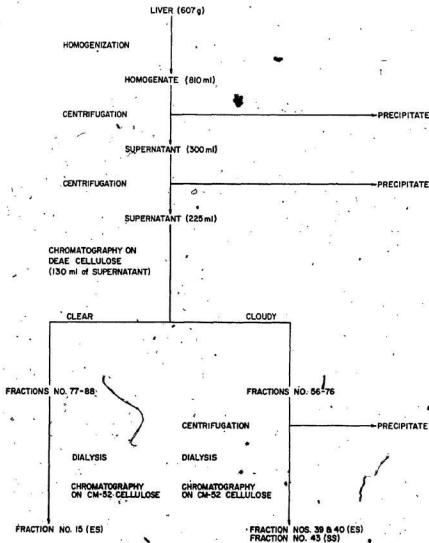 LIVER (607g)
HOMOGENIZATION
HOMOGENATE (810 ml)
CENTRIFUGATION
PRECIPITATE
SUPERNATANT (300 ml)
CENTRIFUGATION
PRECIPITATE
SUPERNATANT (225 ml)
CHROMATOGRAPHY ON
DEAE CELLULOSE
(130 ml of SUPERNATANT)
CLEAR
CLOUDY
FRACTIONS NO. 77-88
FRACTIONS NO. 56-76
CENTRIFUGATION
PRECIPITATE
DIALYSIS
DIALYSIS
CHROMATOGRAPHY
ON CM-52 CELLULOSE
CHROMATOGRAPHY
ON CM-52 CELLULOSE
FRACTION NO. 15 (ES)
FRACTION NOS. 39 & 40 (ES)
FRACTION NO. 43 (SS)